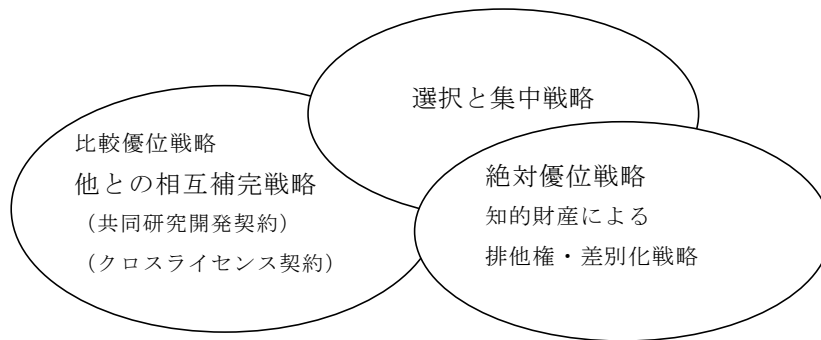 選択と集中戦略
比較優位戦略
他との相互補完戦略
（共同研究開発契約）
（クロスライセンス契約）
絶対優位戦略
知的財産による
排他権・差別化戦略